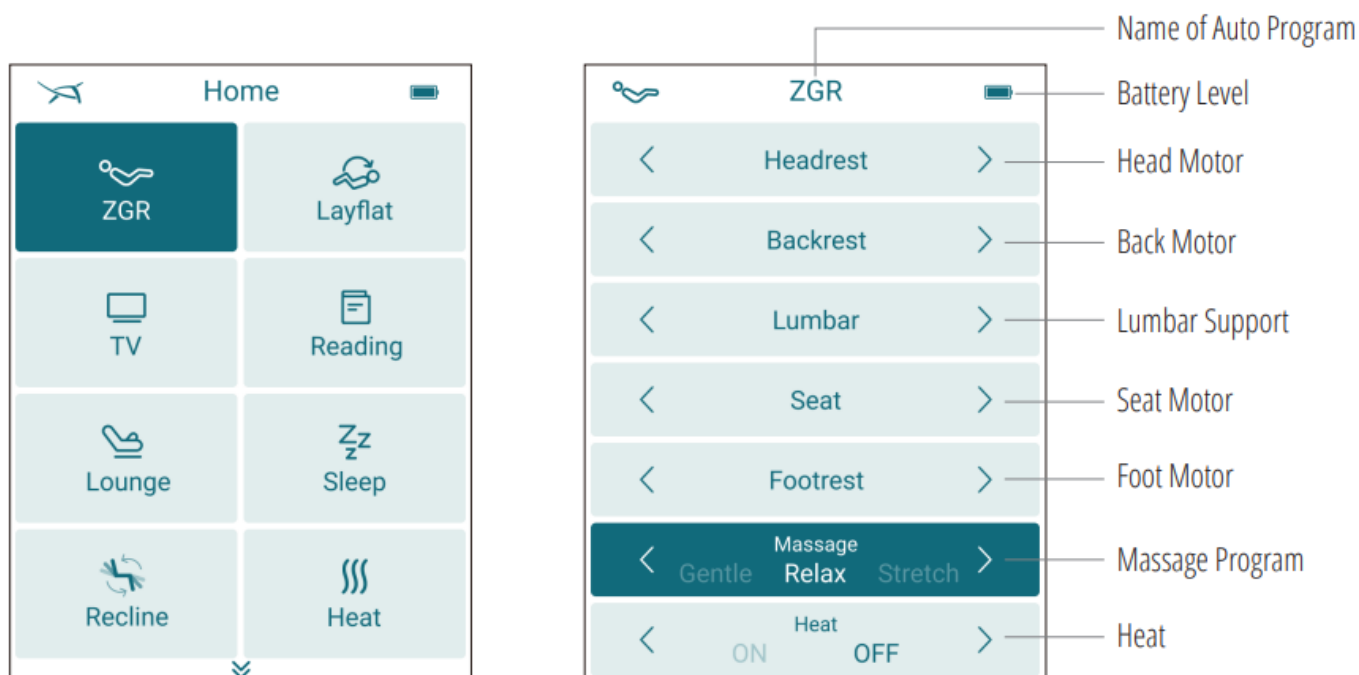 Home
ZGR
Layflat
TV
Reading
Lounge
Sleep
Recline
Heat
ZGR
Headrest
Backrest
Lumbar
Seat
Footrest
Massage
Gentle Relax Stretch
Heat
ON OFF
Name of Auto Program
Battery Level
Head Motor
Back Motor
Lumbar Support
Seat Motor
Foot Motor
Massage Program
Heat